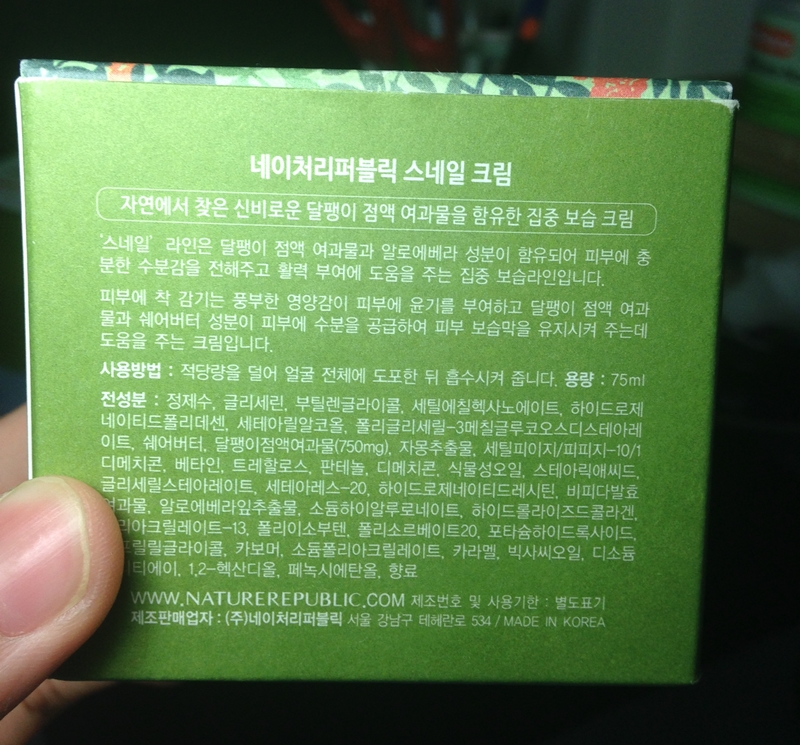 네이처리퍼블릭 스네일 크림
자연에서 찾은 신비로운 달팽이 점액 여과물을 함유한 집중 보습 크림
'스네일' 라인은 달팽이 점액 여과물과 알로에베라 성분이 함유되어 피부에 충
분한 수분감을 전해주고 활력 부여에 도움을 주는 집중 보습라인입니다.
피부에 착 감기는 풍부한 영양감이 피부에 윤기를 부여하고 달팽이 점액 여과
물과 쉐어버터 성분이 피부에 수분을 공급하여 피부 보습막을 유지시켜 주는데
도움을 주는 크림입니다.
사용방법 : 적당량을 덜어 얼굴 전체에 도포한 뒤 흡수시켜 줍니다. 용량 : 75ml
전성분 : 정제수, 글리세린, 부틸렌글라이콜, 세틸에칠헥사노에이트, 하이드로제
네이티드폴리데센, 세테아릴알코올, 폴리글리세릴-3메칠글루코오스디스테아레
이트, 쉐어버터, 달팽이점액여과물(750mg), 자몽추출물, 세틸피이지/피피지-10/1
디메치콘, 베타인, 트레할로스, 판테놀, 디메치콘, 식물성오일, 스테아릭애씨드,
글리세릴스테아레이트, 세테아레스-20, 하이드로제네이티드레시틴, 비피다발효
여과물, 알로에베라잎추출물, 소듐하이알루로네이트, 하이드롤라이즈드콜라겐,
리아크릴레이트-13, 폴리이소부텐, 폴리소르베이트20, 포타슘하이드록사이드,
프릴릴글라이콜, 카보머, 소듐폴리아크릴레이트, 카라멜, 빅사씨오일, 디소듐
티에이, 1,2-헥산디올, 페녹시에탄올, 향료
WWW.NATUREREPUBLIC.COM 제조번호 및 사용기한 : 별도표기
제조판매업자 : (주)네이처리퍼블릭 서울 강남구 테헤란로 534 / MADE IN KOREA